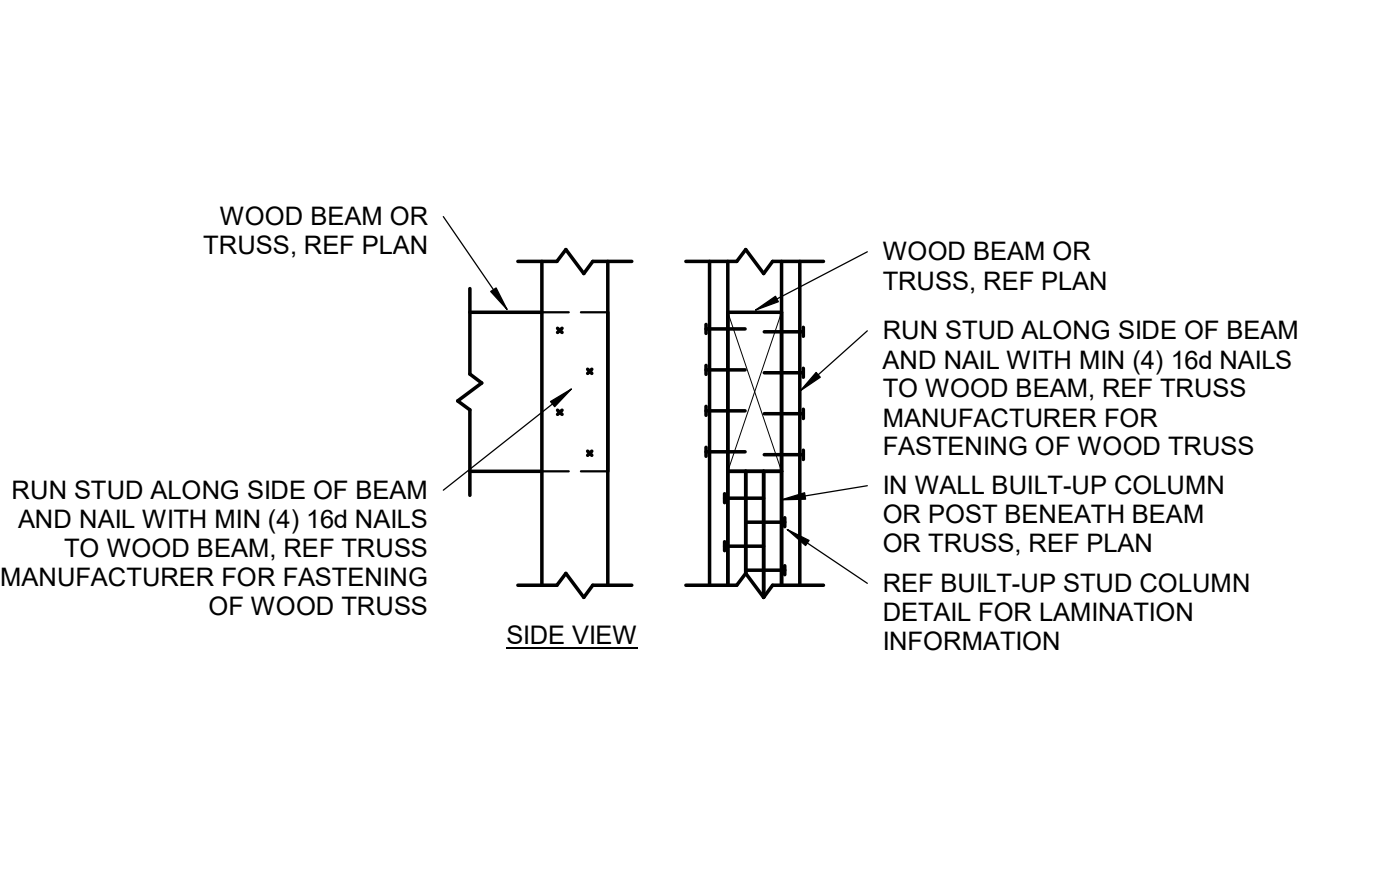 WOOD BEAM OR
TRUSS, REF PLAN
RUN STUD ALONG SIDE OF BEAM
AND NAIL WITH MIN (4) 16d NAILS
TO WOOD BEAM, REF TRUSS
MANUFACTURER FOR FASTENING
OF WOOD TRUSS
SIDE VIEW
WOOD BEAM OR
TRUSS, REF PLAN
RUN STUD ALONG SIDE OF BEAM
AND NAIL WITH MIN (4) 16d NAILS
TO WOOD BEAM, REF TRUSS
MANUFACTURER FOR
FASTENING OF WOOD TRUSS
IN WALL BUILT-UP COLUMN
OR POST BENEATH BEAM
OR TRUSS, REF PLAN
REF BUILT-UP STUD COLUMN
DETAIL FOR LAMINATION
INFORMATION